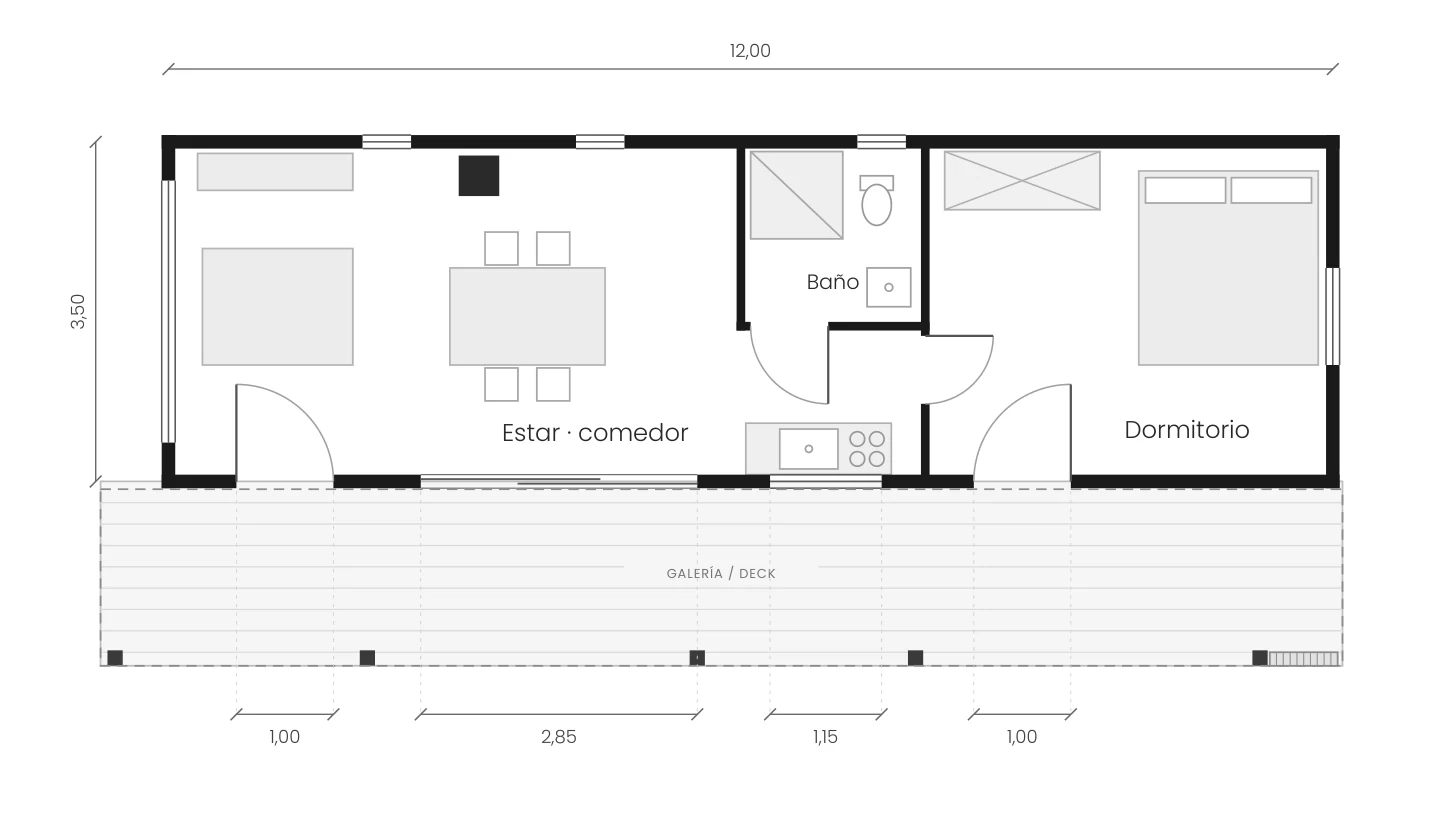 12,00
3,50
Baño
Estar · comedor
Dormitorio
GALERÍA / DECK
1,00
2,85
1,15
1,00